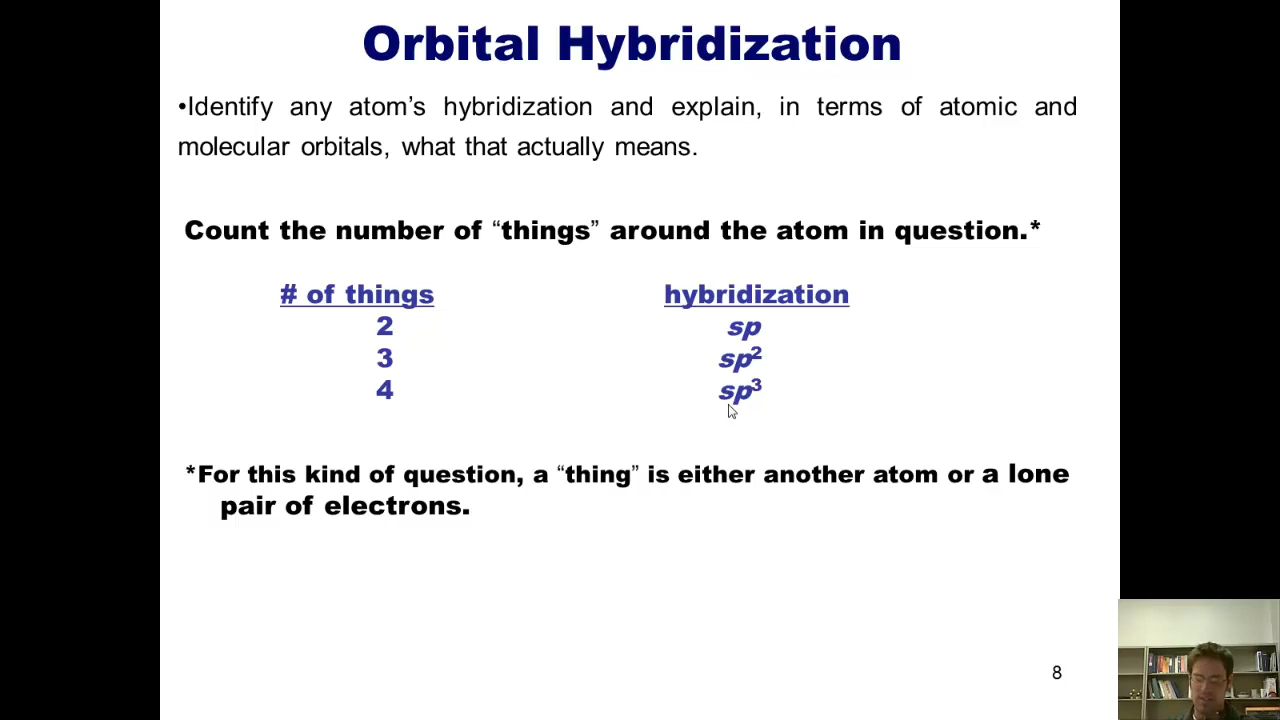 Orbital Hybridization
•Identify any atom’s hybridization and explain, in terms of atomic and
molecular orbitals, what that actually means.
Count the number of “things” around the atom in question.*
# of things hybridization
2 sp
3 sp²
4 sp³
*For this kind of question, a “thing” is either another atom or a lone
pair of electrons.
8